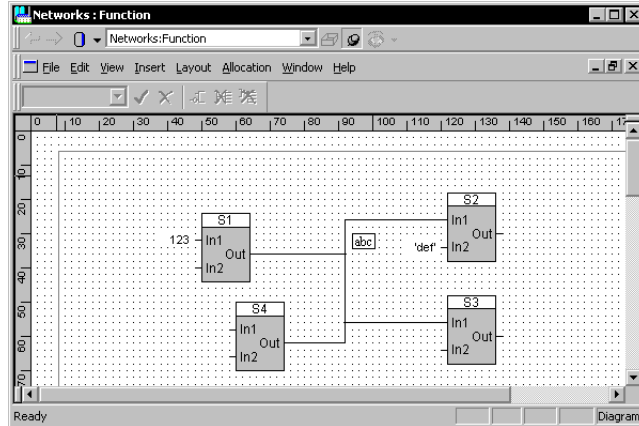 Networks : Function
Networks:Function
File Edit View Insert Layout Allocation Window Help
0 10 20 30 40 50 60 70 80 90 100 110 120 130 140 150 160
0
10
20
30
40
50
60
70
S1
123 In1
Out
In2
abc
S2
In1
Out
'def' In2
S4
In1
Out
In2
S3
In1
Out
In2
Ready Diagram